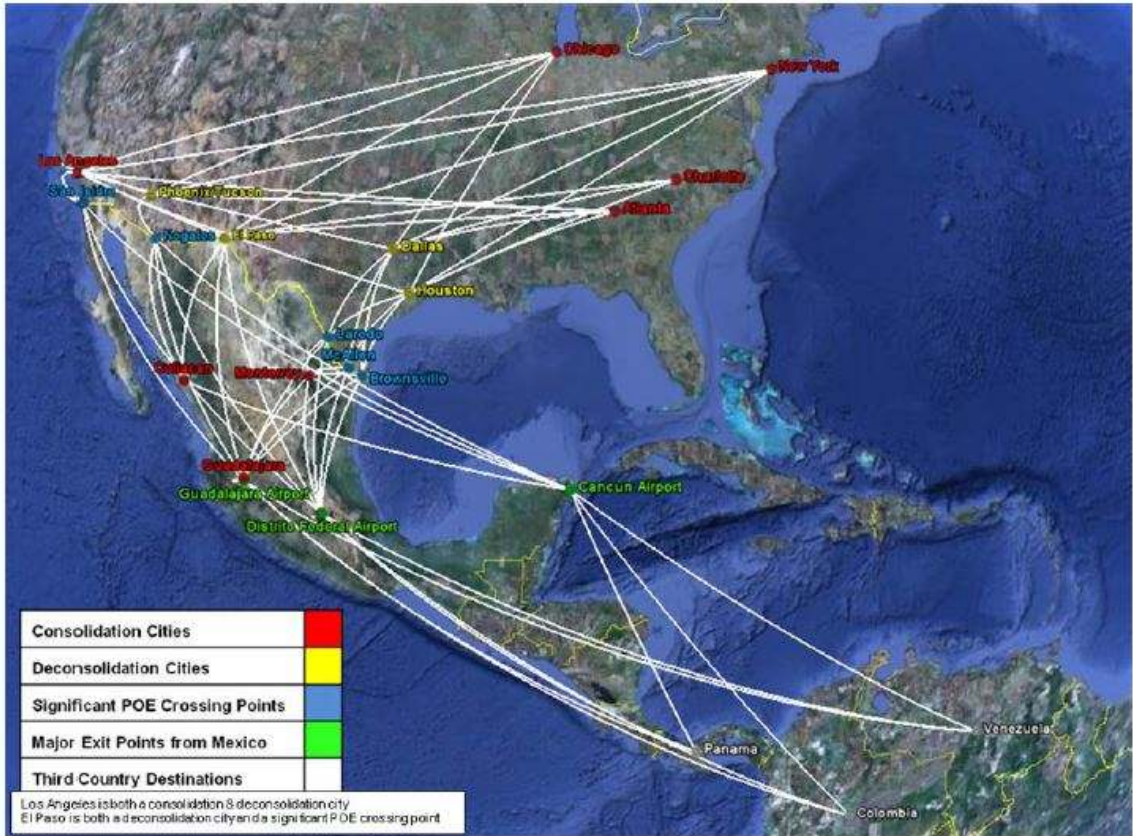 Chicago
New York
Los Angeles
Charlotte
San Isidro
Phoenix/Tucson
Atlanta
Nogales
El Paso
Dallas
Houston
Laredo
McAllen
Culiacan
Monterrey
Brownsville
Guadalajara
Cancun Airport
Guadalajara Airport
Distrito Federal Airport
Consolidation Cities
Deconsolidation Cities
Significant POE Crossing Points
Major Exit Points from Mexico
Third Country Destinations
Venezuela
Panama
Colombia
Los Angeles is both a consolidation & deconsolidation city
El Paso is both a deconsolidation city and a significant POE crossing point